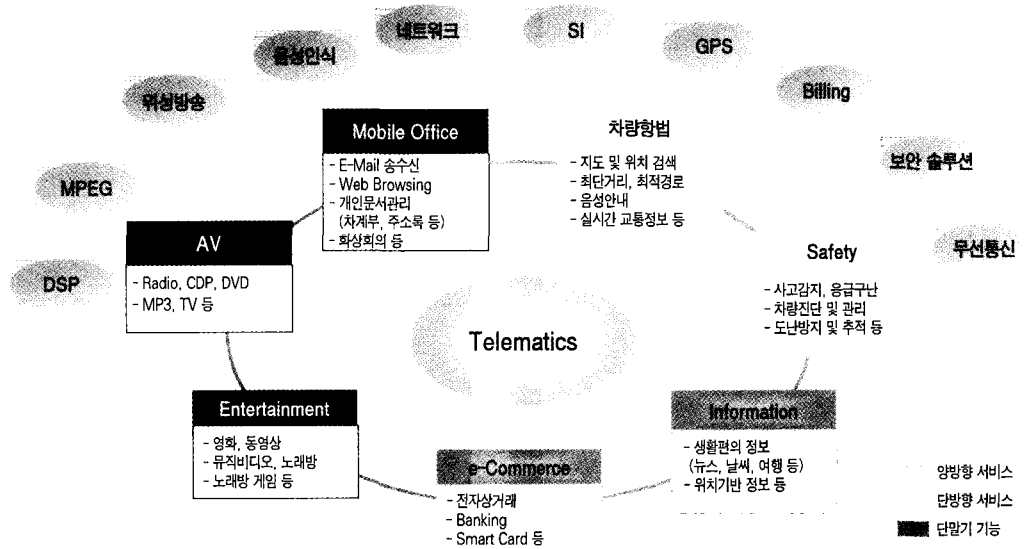 네트워크
SI
음성인식
GPS
위성방송
Billing
MPEG
보안 솔루션
DSP
무선통신
Mobile Office
- E-Mail 송수신
- Web Browsing
- 개인문서관리
(차계부, 주소록 등)
- 화상회의 등
차량항법
- 지도 및 위치 검색
- 최단거리, 최적경로
- 음성안내
- 실시간 교통정보 등
AV
- Radio, CDP, DVD
- MP3, TV 등
Safety
- 사고감지, 응급구난
- 차량진단 및 관리
- 도난방지 및 추적 등
Telematics
Entertainment
- 영화, 동영상
- 뮤직비디오, 노래방
- 노래방 게임 등
e-Commerce
- 전자상거래
- Banking
- Smart Card 등
Information
- 생활편의 정보
(뉴스, 날씨, 여행 등)
- 위치기반 정보 등
양방향 서비스
단방향 서비스
단말기 기능